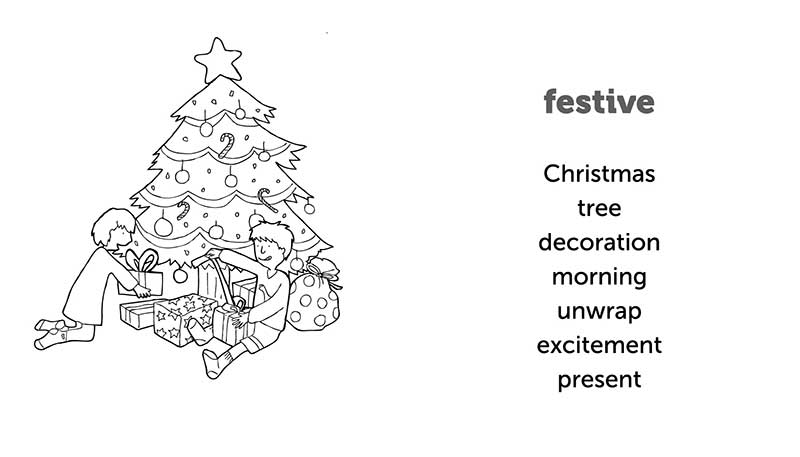 festive
Christmas
tree
decoration
morning
unwrap
excitement
present